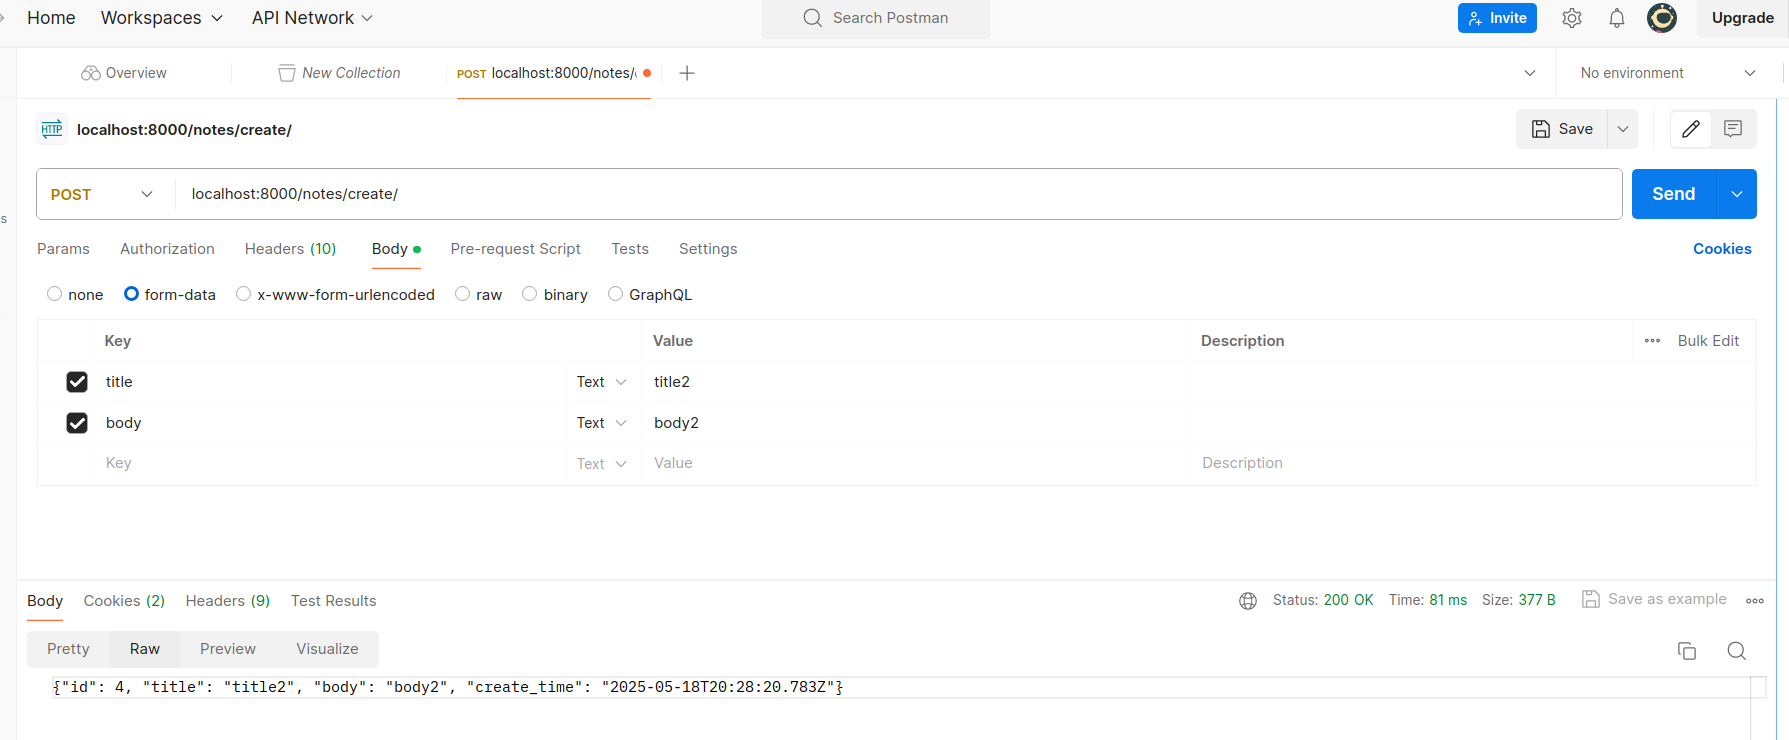 Home Workspaces API Network Search Postman Invite Upgrade
Overview New Collection POST localhost:8000/notes/ No environment
HTTP localhost:8000/notes/create/ Save
POST localhost:8000/notes/create/ Send
s
Params Authorization Headers (10) Body Pre-request Script Tests Settings Cookies
none form-data x-www-form-urlencoded raw binary GraphQL
Key Value Description Bulk Edit
title Text title2
body Text body2
Key Text Value Description
Body Cookies (2) Headers (9) Test Results Status: 200 OK Time: 81 ms Size: 377 B Save as example
Pretty Raw Preview Visualize
{"id": 4, "title": "title2", "body": "body2", "create_time": "2025-05-18T20:28:20.783Z"}